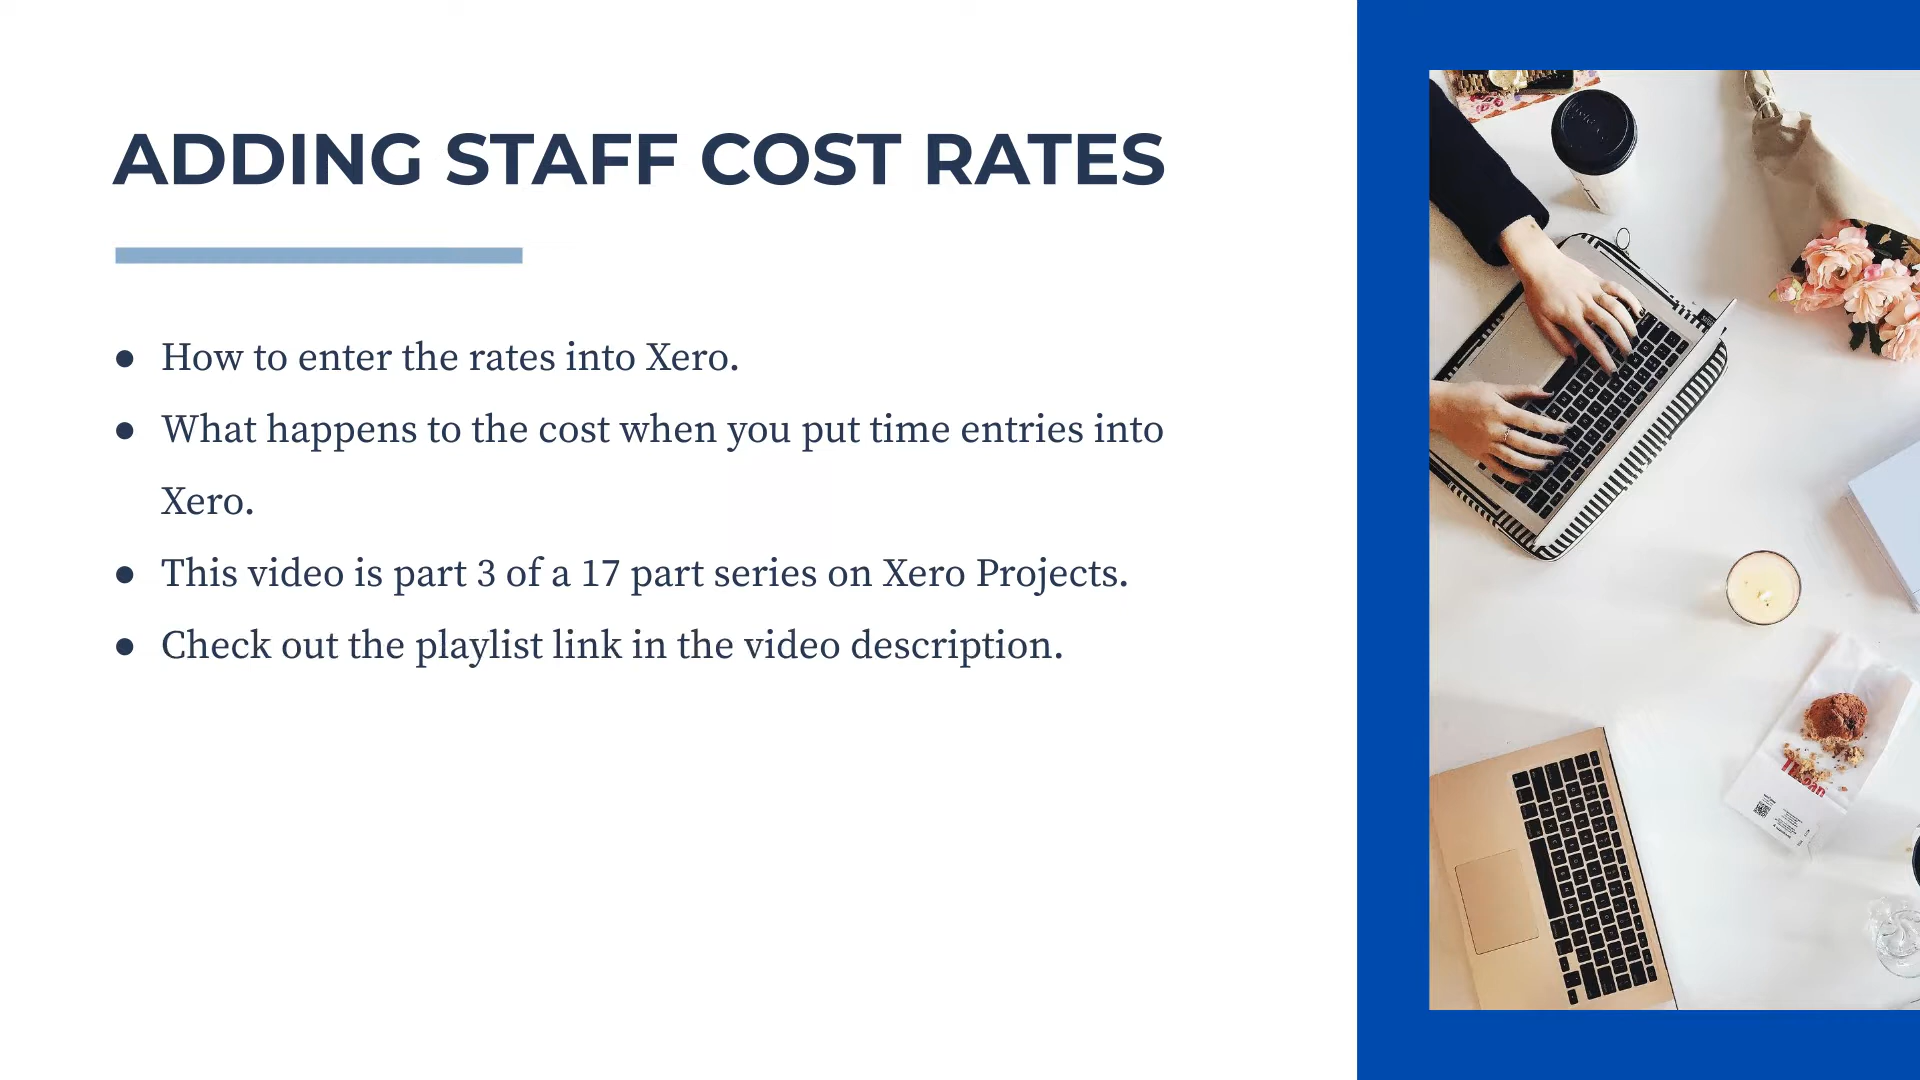 ADDING STAFF COST RATES
● How to enter the rates into Xero.
● What happens to the cost when you put time entries into
Xero.
● This video is part 3 of a 17 part series on Xero Projects.
● Check out the playlist link in the video description.